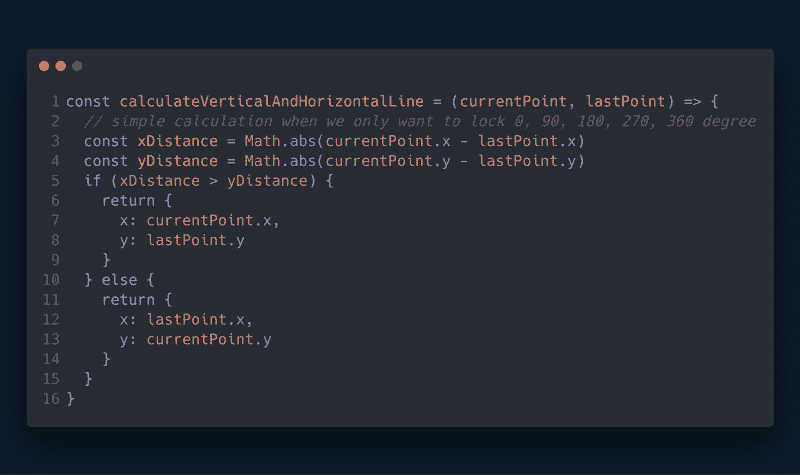 1 const calculateVerticalAndHorizontalLine = (currentPoint, lastPoint) => {
2   // simple calculation when we only want to lock 0, 90, 180, 270, 360 degree
3   const xDistance = Math.abs(currentPoint.x - lastPoint.x)
4   const yDistance = Math.abs(currentPoint.y - lastPoint.y)
5   if (xDistance > yDistance) {
6     return {
7       x: currentPoint.x,
8       y: lastPoint.y
9     }
10   } else {
11     return {
12       x: lastPoint.x,
13       y: currentPoint.y
14     }
15   }
16 }